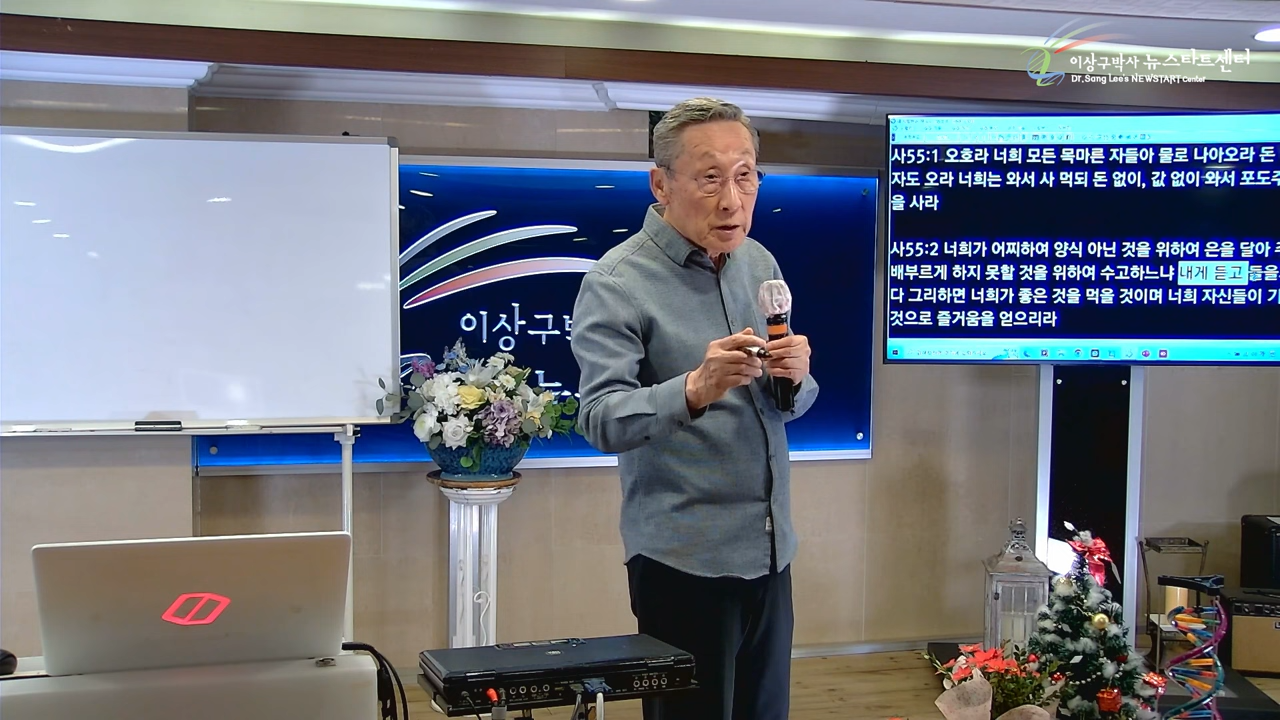 이상구박사 뉴스타트센터
Dr. Sang Lee's NEWSTART Center
사55:1 오호라 너희 모든 목마른 자들아 물로 나아오라 돈
자도 오라 너희는 와서 사 먹되 돈 없이, 값 없이 와서 포도주
을 사라
사55:2 너희가 어찌하여 양식 아닌 것을 위하여 은을 달아
배부르게 하지 못할 것을 위하여 수고하느냐 내게 듣고 들을
다 그리하면 너희가 좋은 것을 먹을 것이며 너희 자신들이 기
것으로 즐거움을 얻으리라
이상구